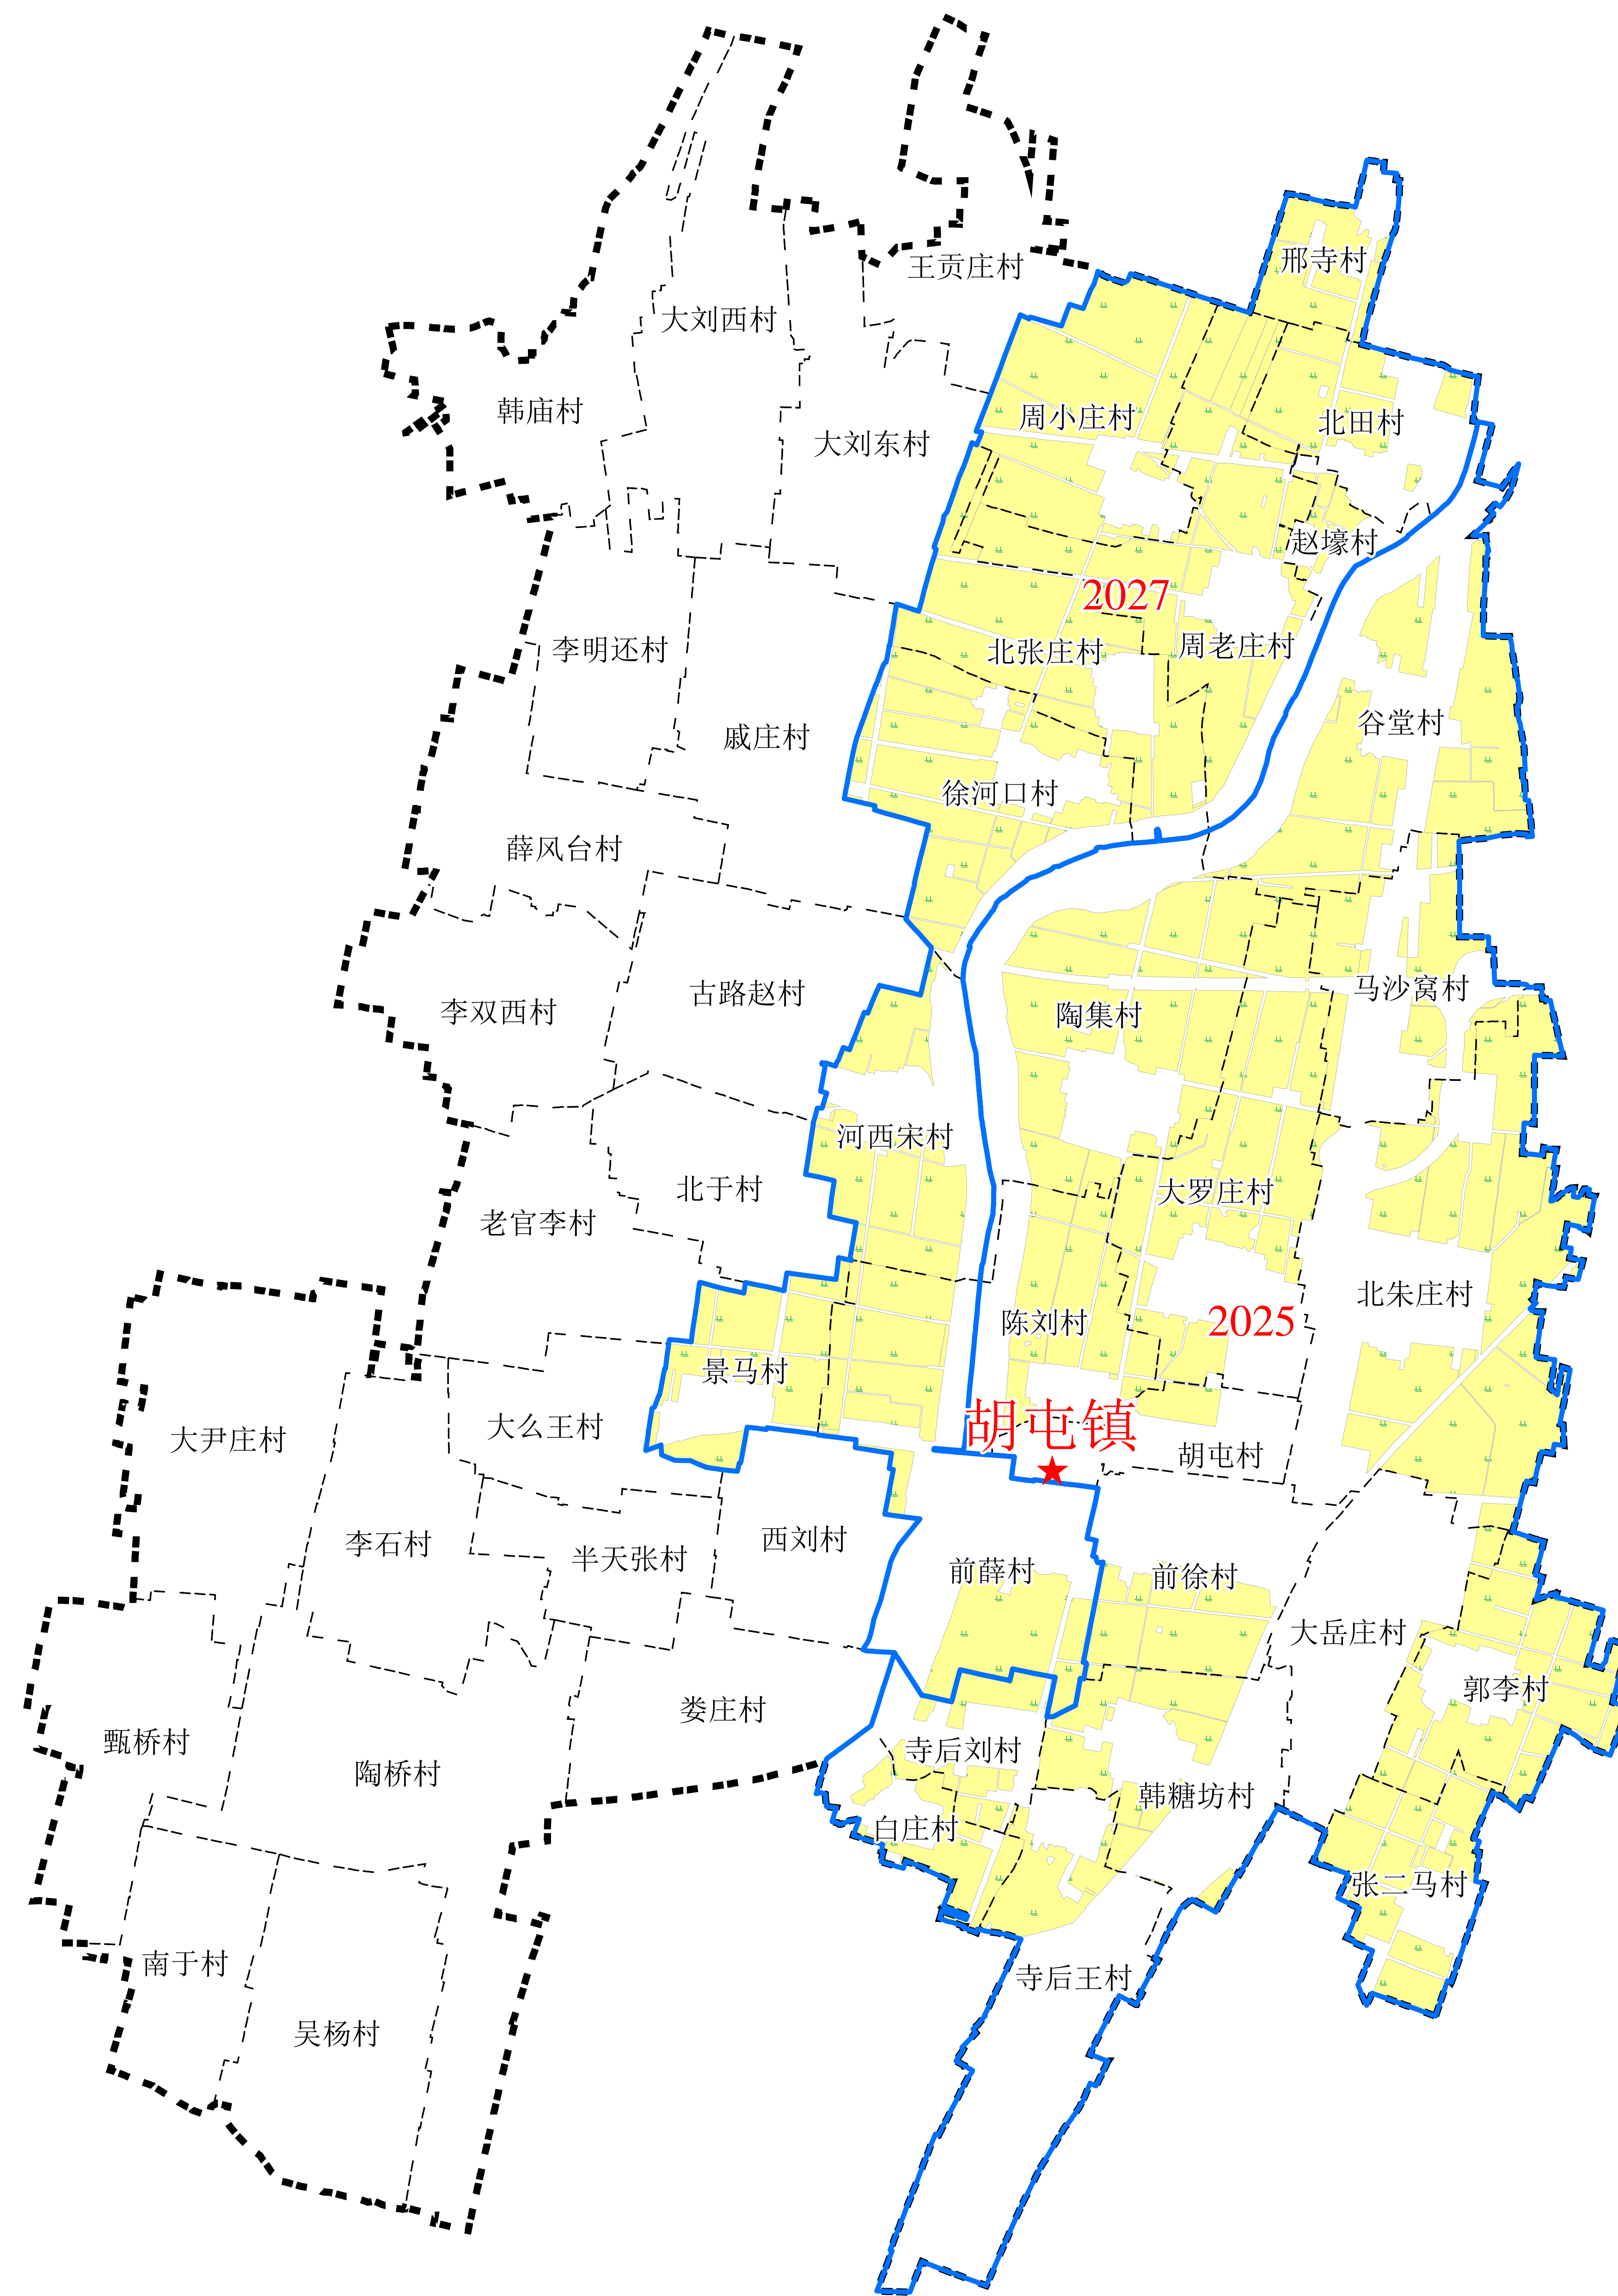 邢寺村
王贡庄村
大刘西村
韩庙村
周小庄村
北田村
大刘东村
赵壕村
2027
李明还村
北张庄村
周老庄村
戚庄村
谷堂村
徐河口村
薛风台村
李双西村
古路赵村
马沙窝村
陶集村
河西宋村
北于村
大罗庄村
老官李村
北朱庄村
陈刘村
2025
景马村
大么王村
大尹庄村
胡屯镇
胡屯村
李石村
半天张村
西刘村
前薛村
前徐村
大岳庄村
郭李村
娄庄村
甄桥村
寺后刘村
陶桥村
韩糖坊村
白庄村
张二马村
南于村
寺后王村
吴杨村